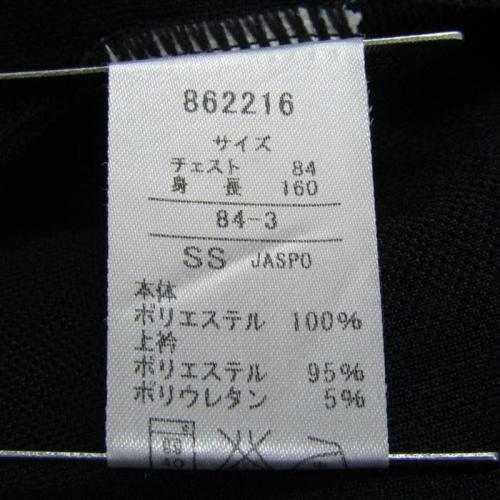 862216
サイズ
チェスト 84
身長 160
84-3
SS JASPO
本体
ポリエステル 100%
上衿
ポリエステル 95%
ポリウレタン 5%